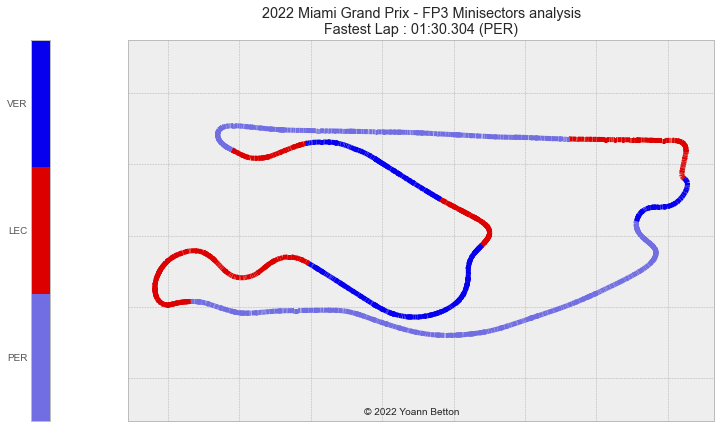 2022 Miami Grand Prix - FP3 Minisectors analysis
Fastest Lap : 01:30.304 (PER)
VER
LEC
PER
© 2022 Yoann Betton